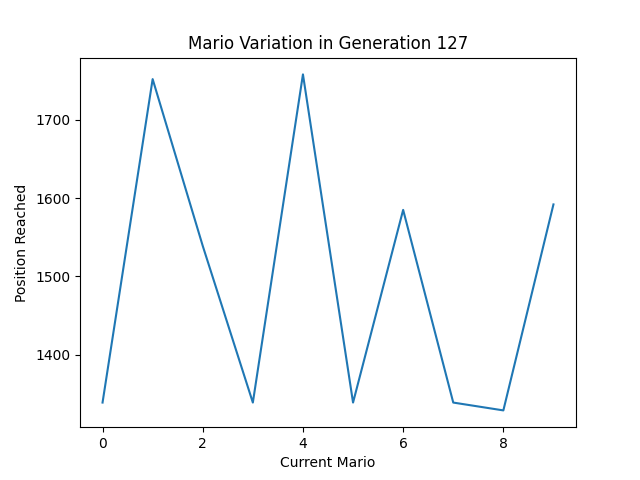 Mario Variation in Generation 127
1700
1600
1500
1400
Position Reached
0 2 4 6 8
Current Mario